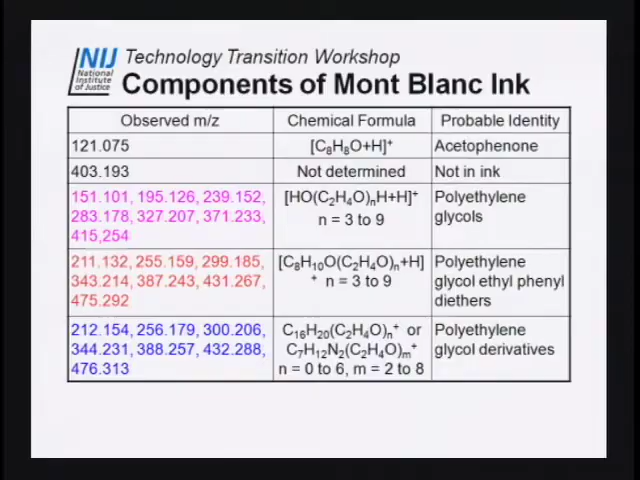 NIJ
National
Institute
of Justice
Technology Transition Workshop
Components of Mont Blanc Ink
Observed m/z
Chemical Formula
Probable Identity
121.075
[C₈H₈O+H]⁺
Acetophenone
403.193
Not determined
Not in ink
151.101, 195.126, 239.152,
283.178, 327.207, 371.233,
415,254
[HO(C₂H₄O)ₙH+H]⁺
n = 3 to 9
Polyethylene
glycols
211.132, 255.159, 299.185,
343.214, 387.243, 431.267,
475.292
[C₈H₁₀O(C₂H₄O)ₙ+H]
⁺ n = 3 to 9
Polyethylene
glycol ethyl phenyl
diethers
212.154, 256.179, 300.206,
344.231, 388.257, 432.288,
476.313
C₁₆H₂₀(C₂H₄O)ₙ⁺ or
C₇H₁₂N₂(C₂H₄O)ₘ⁺
n = 0 to 6, m = 2 to 8
Polyethylene
glycol derivatives